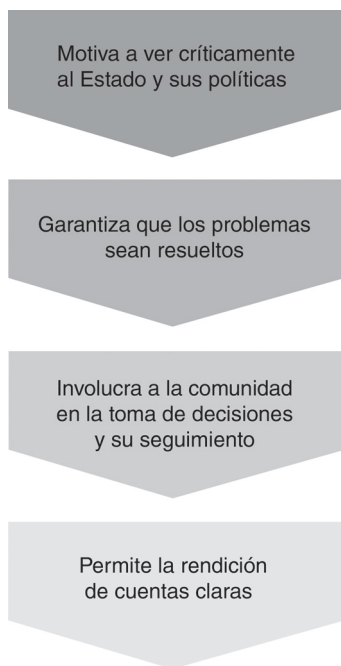 Motiva a ver críticamente
al Estado y sus políticas
Garantiza que los problemas
sean resueltos
Involucra a la comunidad
en la toma de decisiones
y su seguimiento
Permite la rendición
de cuentas claras